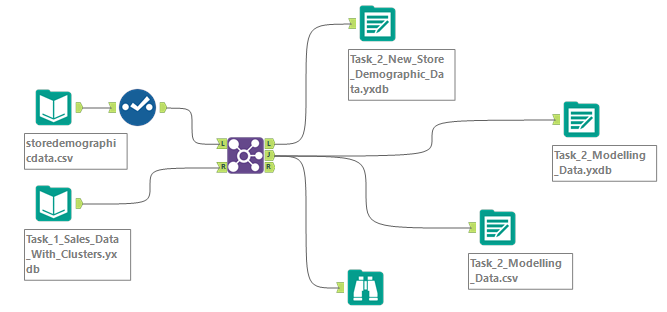 Task_2_New_Store
_Demographic_Da
ta.yxdb
storedemographi
cdata.csv
L
R
L
J
R
Task_2_Modelling
_Data.yxdb
Task_1_Sales_Data
_With_Clusters.yx
db
Task_2_Modelling
_Data.csv